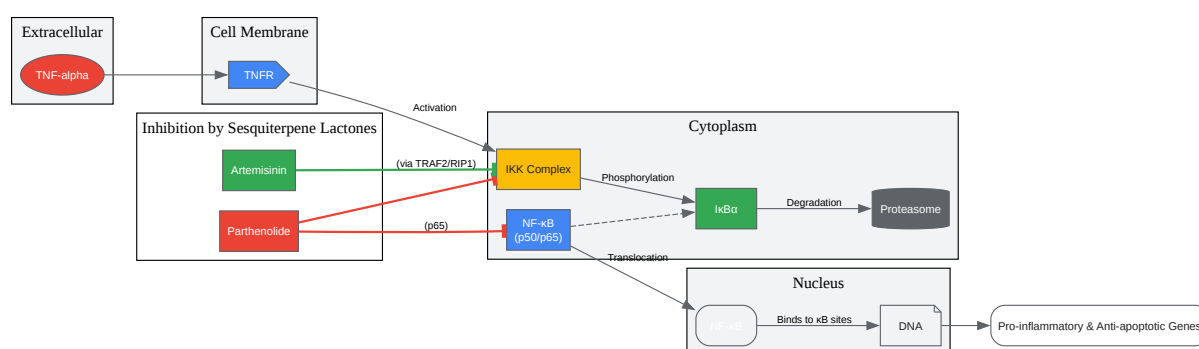 Extracellular
TNF-alpha
Cell Membrane
TNFR
Activation
Inhibition by Sesquiterpene Lactones
Artemisinin
(via TRAF2/RIP1)
Parthenolide
(p65)
Cytoplasm
IKK Complex
Phosphorylation
IκBα
Degradation
Proteasome
NF-κB
(p50/p65)
Translocation
Nucleus
NF-κB
Binds to κB sites
DNA
Pro-inflammatory & Anti-apoptotic Genes